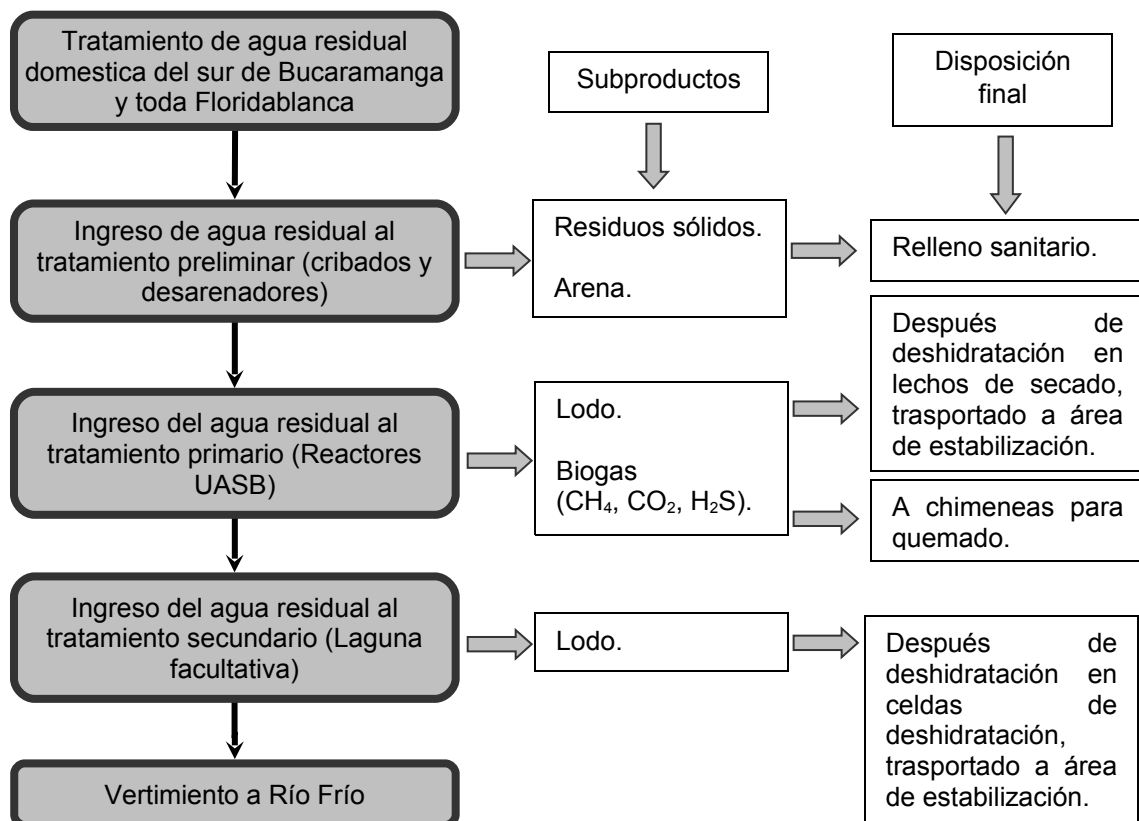 Tratamiento de agua residual
domestica del sur de Bucaramanga
y toda Floridablanca
Subproductos
Disposición
final
Ingreso de agua residual al
tratamiento preliminar (cribados y
desarenadores)
Residuos sólidos.
Arena.
Relleno sanitario.
Ingreso del agua residual al
tratamiento primario (Reactores
UASB)
Lodo.
Biogas
(CH₄, CO₂, H₂S).
Después de
deshidratación en
lechos de secado,
trasportado a área
de estabilización.
A chimeneas para
quemado.
Ingreso del agua residual al
tratamiento secundario (Laguna
facultativa)
Lodo.
Después de
deshidratación en
celdas de
deshidratación,
trasportado a área
de estabilización.
Vertimiento a Río Frío